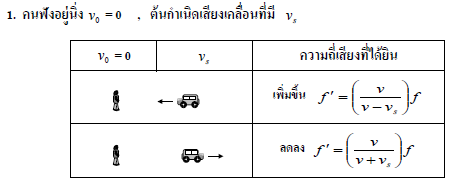 1. คนฟังอยู่นิ่ง v₀ = 0 , ต้นกำเนิดเสียงเคลื่อนที่มี vₛ
v₀ = 0 vₛ ความถี่เสียงที่ได้ยิน
เพิ่มขึ้น f' = (v / (v − vₛ)) f
ลดลง f' = (v / (v + vₛ)) f